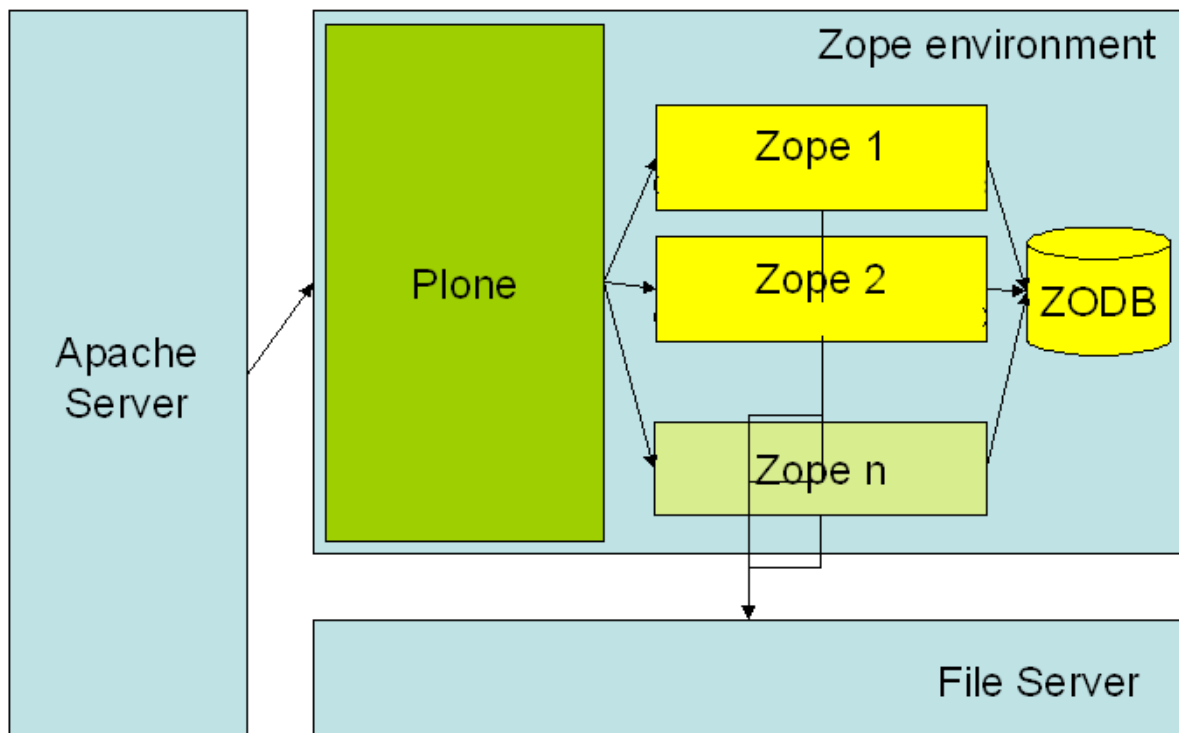 Zope environment
Zope 1
Zope 2
Plone
ZODB
Apache
Server
Zope n
File Server